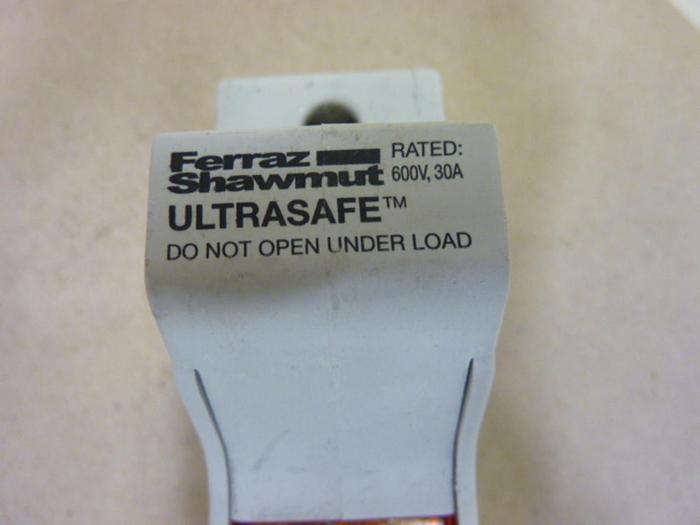 Ferraz
Shawmut
RATED:
600V, 30A
ULTRASAFE™
DO NOT OPEN UNDER LOAD